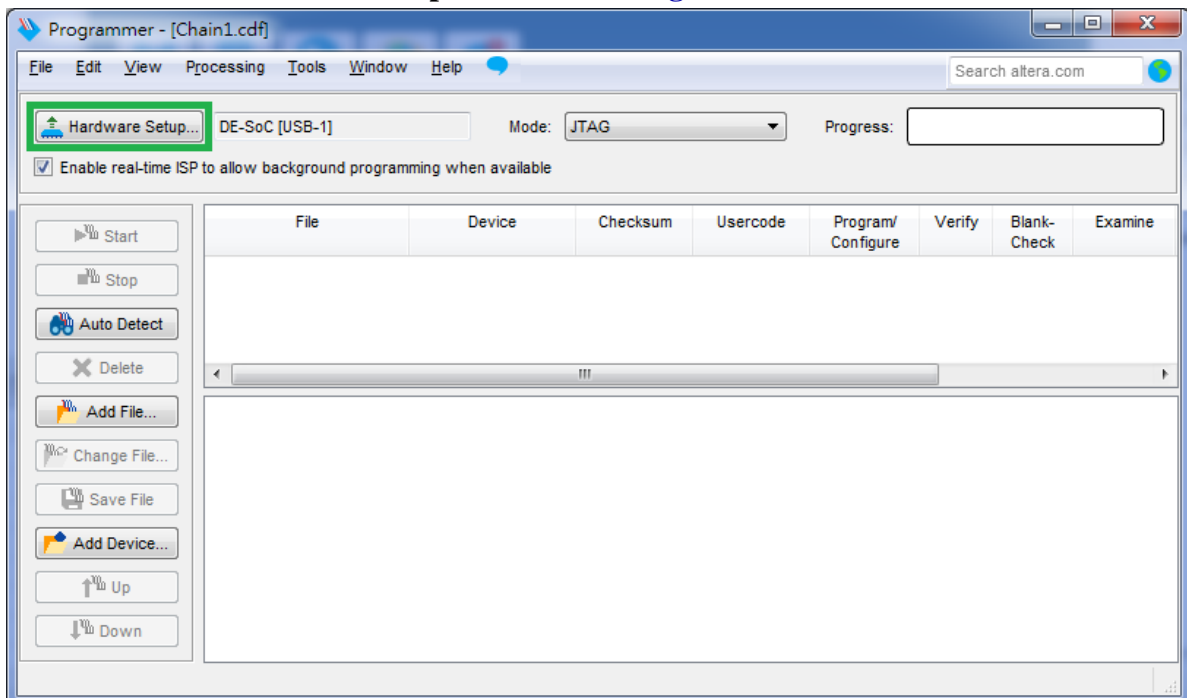 Programmer - [Chain1.cdf]
File Edit View Processing Tools Window Help
Search altera.com
Hardware Setup... DE-SoC [USB-1] Mode: JTAG Progress:
Enable real-time ISP to allow background programming when available
File Device Checksum Usercode Program/ Configure Verify Blank- Check Examine
Start
Stop
Auto Detect
Delete
Add File...
Change File...
Save File
Add Device...
Up
Down